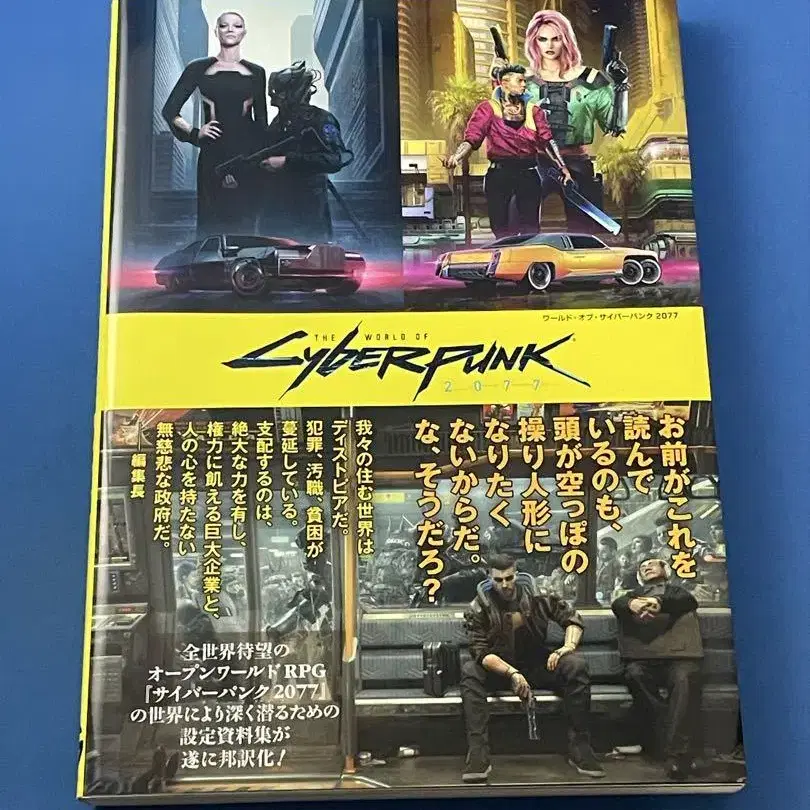 ワールド・オブ・サイバーパンク 2077
THE WORLD OF
CYBERPUNK
2077
お前がこれを
読んで
いるのも、
頭が空っぽの
操り人形に
なりたく
ないからだ。
な、そうだろ？
我々の住む世界は
ディストピアだ。
犯罪、汚職、貧困が
蔓延している。
支配するのは、
絶大な力を有し、
権力に飢える巨大企業と、
人の心を持たない
無慈悲な政府だ。
編集長
全世界待望の
オープンワールドRPG
『サイバーパンク2077』
の世界により深く潜るための
設定資料集が
遂に邦訳化！